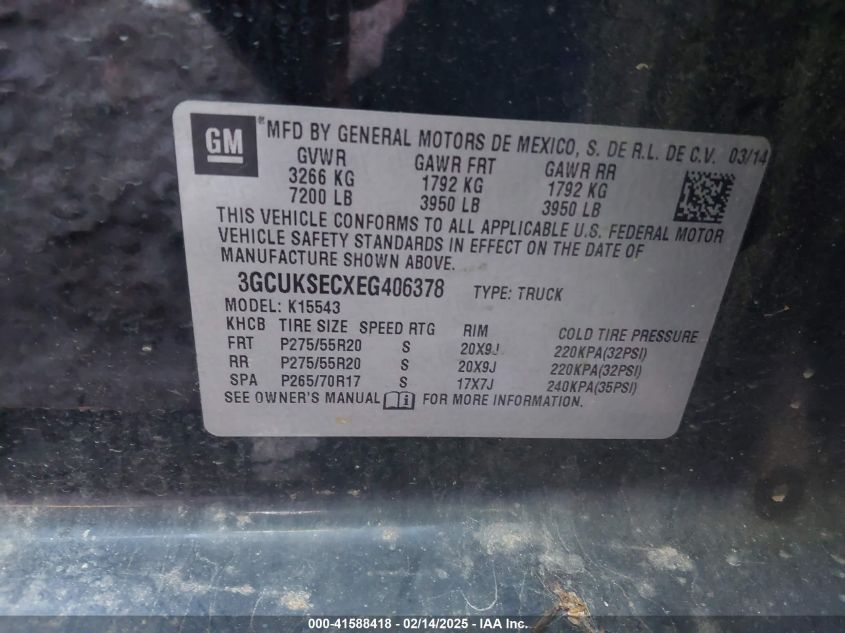 GM
®MFD BY GENERAL MOTORS DE MEXICO, S. DE R.L. DE C.V. 03/14
GVWR GAWR FRT GAWR RR
3266 KG 1792 KG 1792 KG
7200 LB 3950 LB 3950 LB
THIS VEHICLE CONFORMS TO ALL APPLICABLE U.S. FEDERAL MOTOR
VEHICLE SAFETY STANDARDS IN EFFECT ON THE DATE OF
MANUFACTURE SHOWN ABOVE.
3GCUKSECXEG406378 TYPE: TRUCK
MODEL: K15543
KHCB TIRE SIZE SPEED RTG RIM COLD TIRE PRESSURE
FRT P275/55R20 S 20X9J 220KPA(32PSI)
RR P275/55R20 S 20X9J 220KPA(32PSI)
SPA P265/70R17 S 17X7J 240KPA(35PSI)
SEE OWNER'S MANUAL FOR MORE INFORMATION.
000-41588418 - 02/14/2025 - 1. Insurance Auto Auctions, Inc.